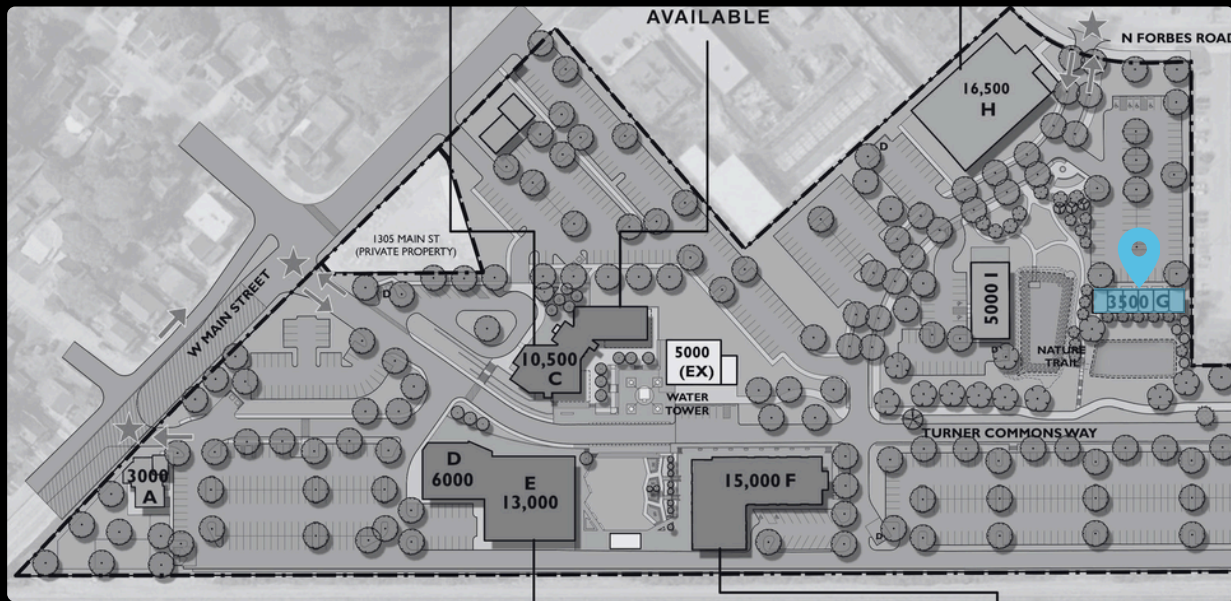 AVAILABLE
N FORBES ROAD
16,500
H
D
1305 MAIN ST
(PRIVATE PROPERTY)
W MAIN STREET
D
3500 G
5000 I
10,500
C
5000
(EX)
WATER
TOWER
D
NATURE
TRAIL
TURNER COMMONS WAY
D
6000
E
13,000
15,000 F
3000
A
D